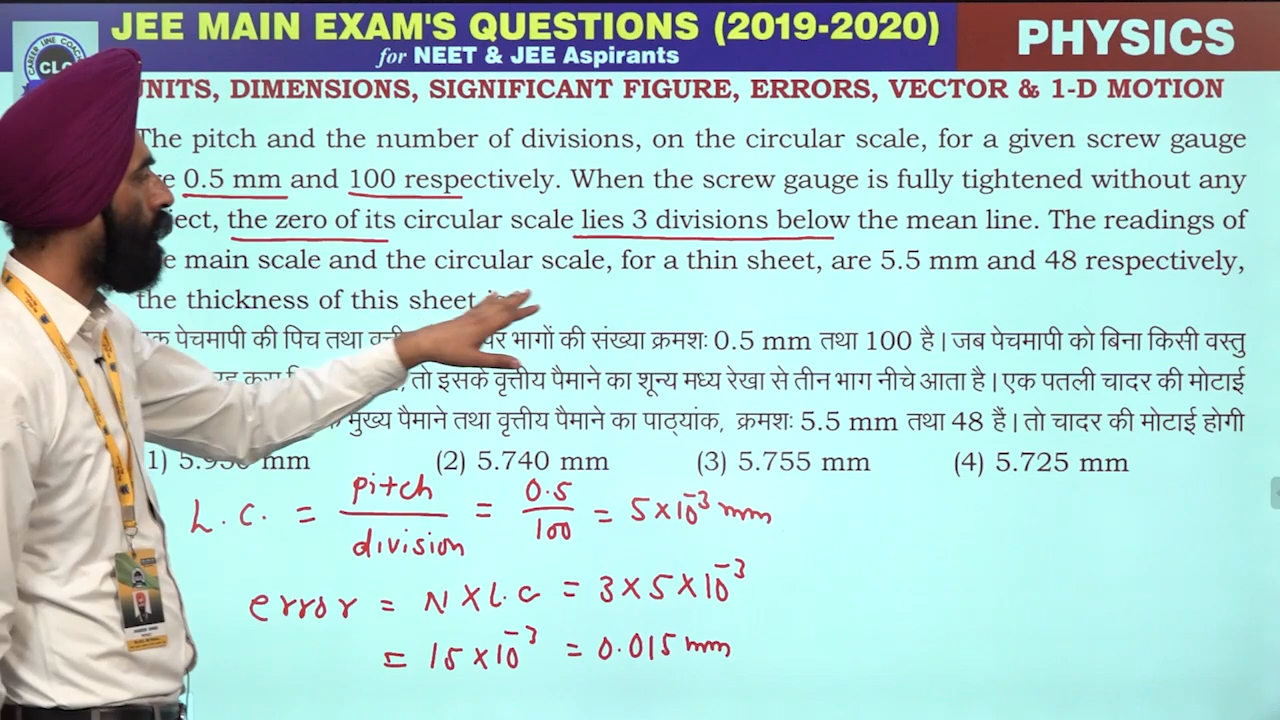 JEE MAIN EXAM'S QUESTIONS (2019-2020)
for NEET & JEE Aspirants
PHYSICS
CLC
UNITS, DIMENSIONS, SIGNIFICANT FIGURE, ERRORS, VECTOR & 1-D MOTION
The pitch and the number of divisions, on the circular scale, for a given screw gauge
0.5 mm and 100 respectively. When the screw gauge is fully tightened without any
the zero of its circular scale lies 3 divisions below the mean line. The readings of
main scale and the circular scale, for a thin sheet, are 5.5 mm and 48 respectively,
the thickness of this sheet
पेचमापी की पिच तथा पर भागों की संख्या क्रमशः 0.5 mm तथा 100 है। जब पेचमापी को बिना किसी वस्तु
तो इसके वृत्तीय पैमाने का शून्य मध्य रेखा से तीन भाग नीचे आता है। एक पतली चादर की मोटाई
मुख्य पैमाने तथा वृत्तीय पैमाने का पाठ्यांक, क्रमशः 5.5 mm तथा 48 हैं। तो चादर की मोटाई होगी
1) mm (2) 5.740 mm (3) 5.755 mm (4) 5.725 mm
L.C. = pitch / division = 0.5 / 100 = 5×10⁻³ mm
error = N×L.C = 3×5×10⁻³
= 15×10⁻³ = 0.015 mm